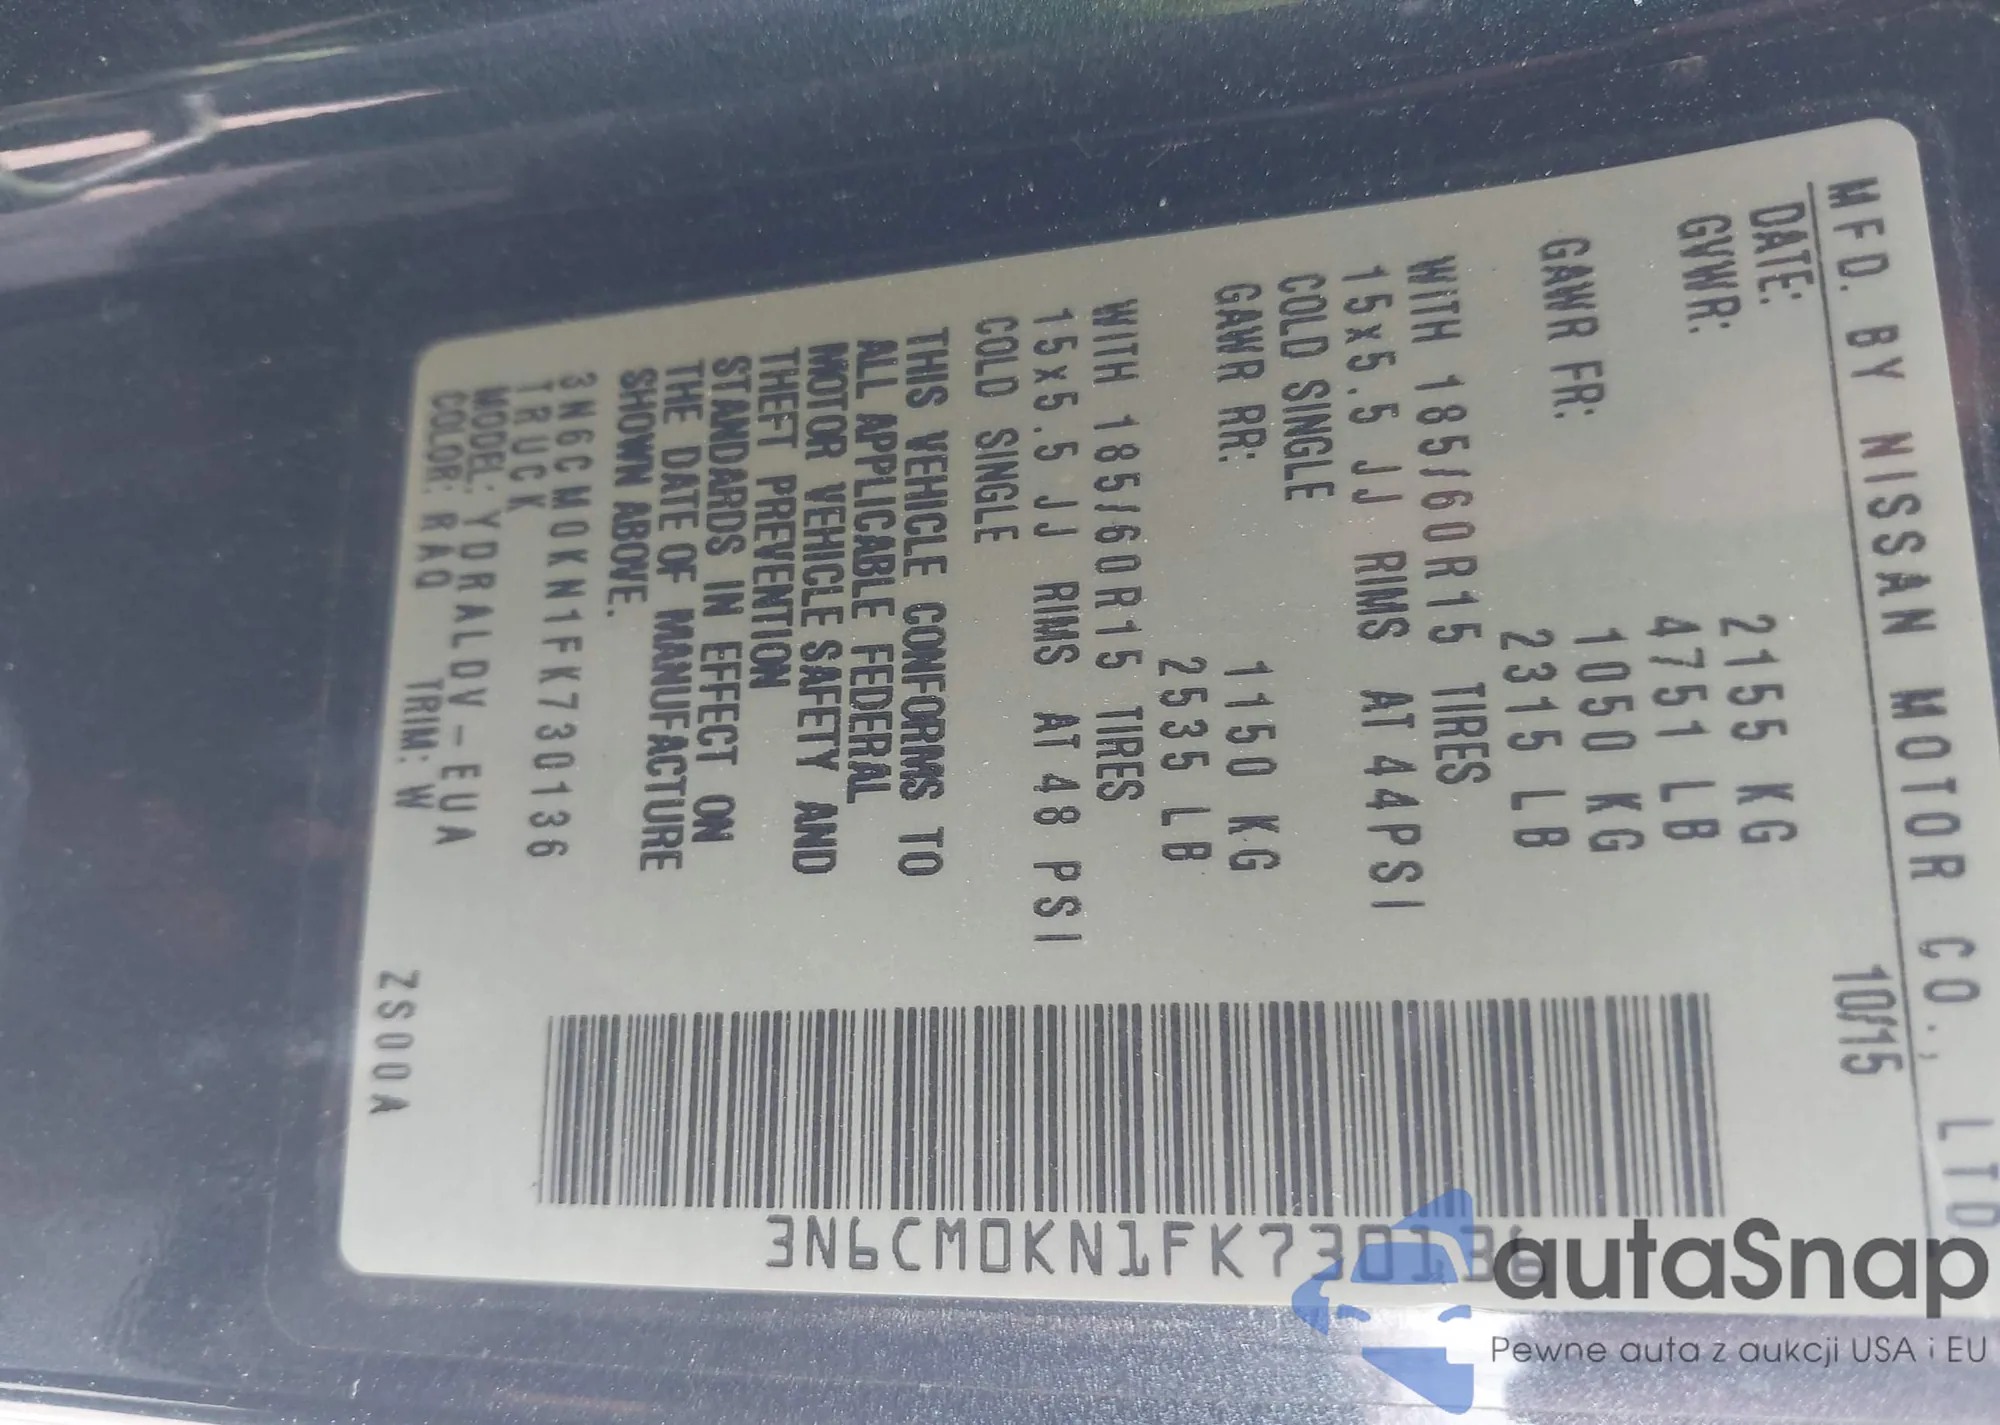 MFD. BY NISSAN MOTOR CO., LTD
DATE: 10/15
GVWR: 2155 KG
4751 LB
GAWR FR: 1050 KG
2315 LB
WITH 185/60R15 TIRES
15x5.5 JJ RIMS AT 44PSI
COLD SINGLE
GAWR RR: 1150 KG
2535 LB
WITH 185/60R15 TIRES
15x5.5 JJ RIMS AT 48 PSI
COLD SINGLE
THIS VEHICLE CONFORMS TO
ALL APPLICABLE FEDERAL
MOTOR VEHICLE SAFETY AND
THEFT PREVENTION
STANDARDS IN EFFECT ON
THE DATE OF MANUFACTURE
SHOWN ABOVE.
3N6CM0KN1FK730136
TRUCK
MODEL: YDRALDV-EUA
COLOR: RAQ TRIM: W ZS00A
3N6CM0KN1FK730136
autaSnap
Pewne auta z aukcji USA i EU